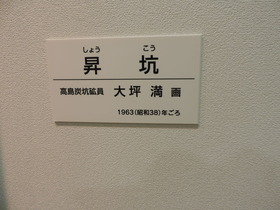 しょう こう
昇 坑
高島炭坑砿員 大坪 満 画
1963(昭和38)年ごろ